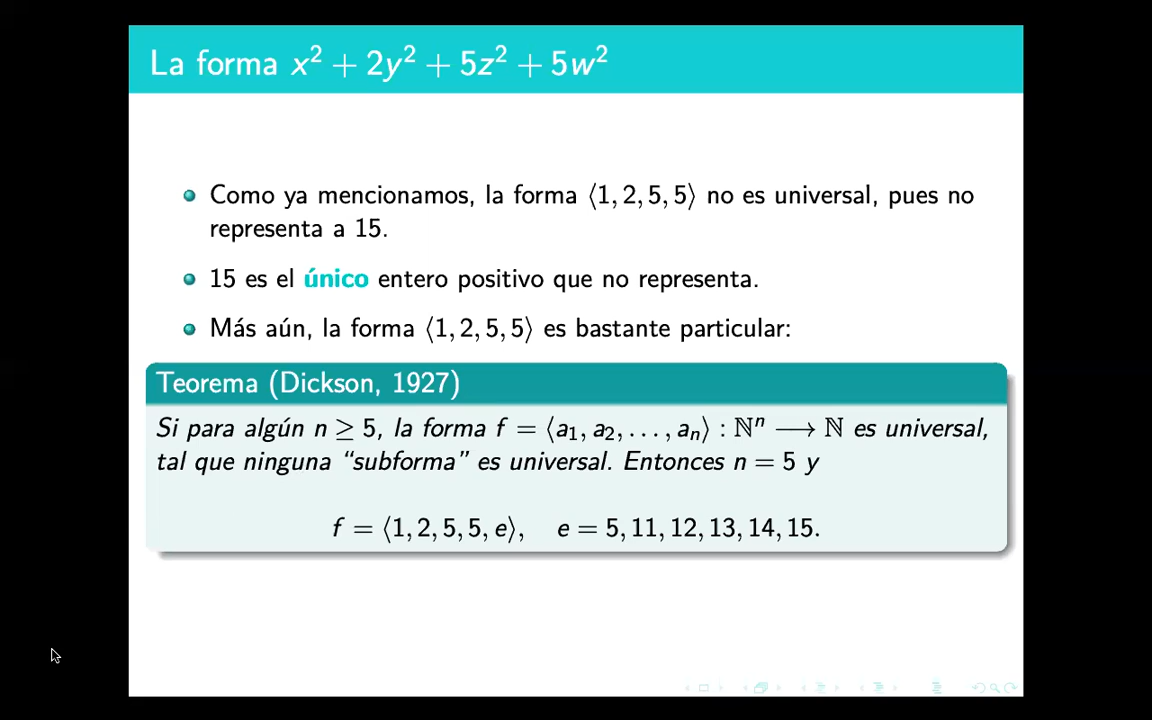 La forma x² + 2y² + 5z² + 5w²
Como ya mencionamos, la forma ⟨1, 2, 5, 5⟩ no es universal, pues no
representa a 15.
15 es el único entero positivo que no representa.
Más aún, la forma ⟨1, 2, 5, 5⟩ es bastante particular:
Teorema (Dickson, 1927)
Si para algún n ≥ 5, la forma f = ⟨a₁, a₂, . . . , aₙ⟩ : ℕⁿ ⟶ ℕ es universal,
tal que ninguna “subforma” es universal. Entonces n = 5 y
f = ⟨1, 2, 5, 5, e⟩, e = 5, 11, 12, 13, 14, 15.